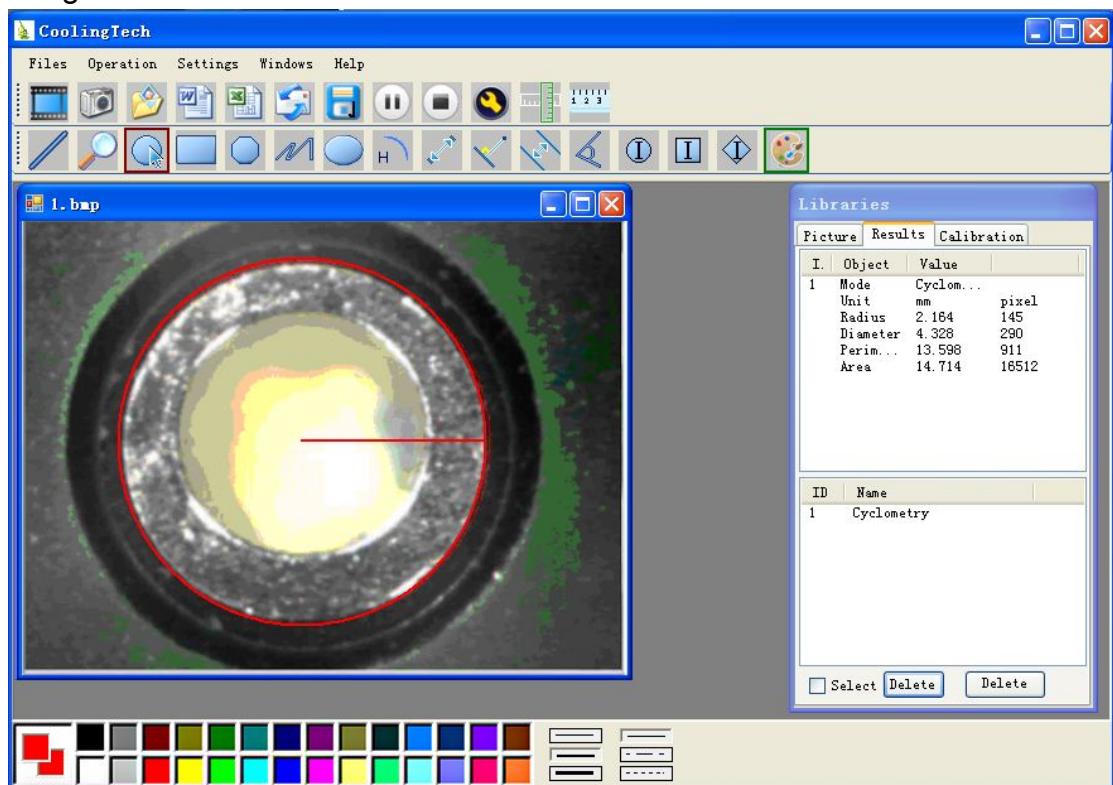 CoolingTech
Files Operation Settings Windows Help
1 2 3
H
I I I
1.bmp
Libraries
Picture Results Calibration
I. Object Value
1 Mode Cyclom...
Unit mm pixel
Radius 2.164 145
Diameter 4.328 290
Perim... 13.598 911
Area 14.714 16512
ID Name
1 Cyclometry
Select Delete Delete